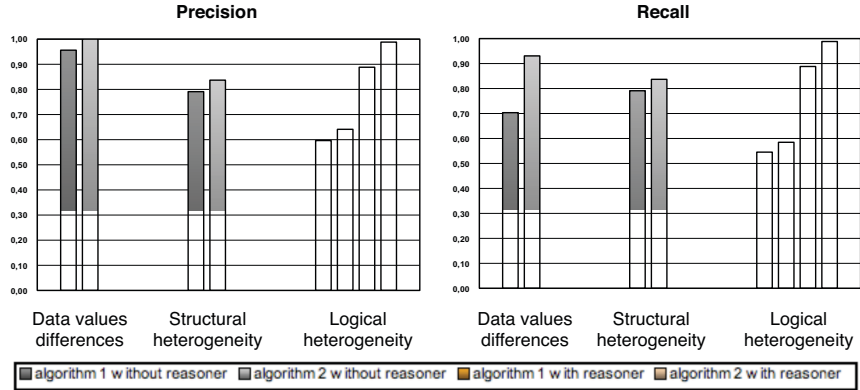 Precision
1,00
0,90
0,80
0,70
0,60
0,50
0,40
0,30
0,20
0,10
0,00
Data values differences
Structural heterogeneity
Logical heterogeneity
Recall
1,00
0,90
0,80
0,70
0,60
0,50
0,40
0,30
0,20
0,10
0,00
Data values differences
Structural heterogeneity
Logical heterogeneity
algorithm 1 without reasoner
algorithm 2 without reasoner
algorithm 1 with reasoner
algorithm 2 with reasoner